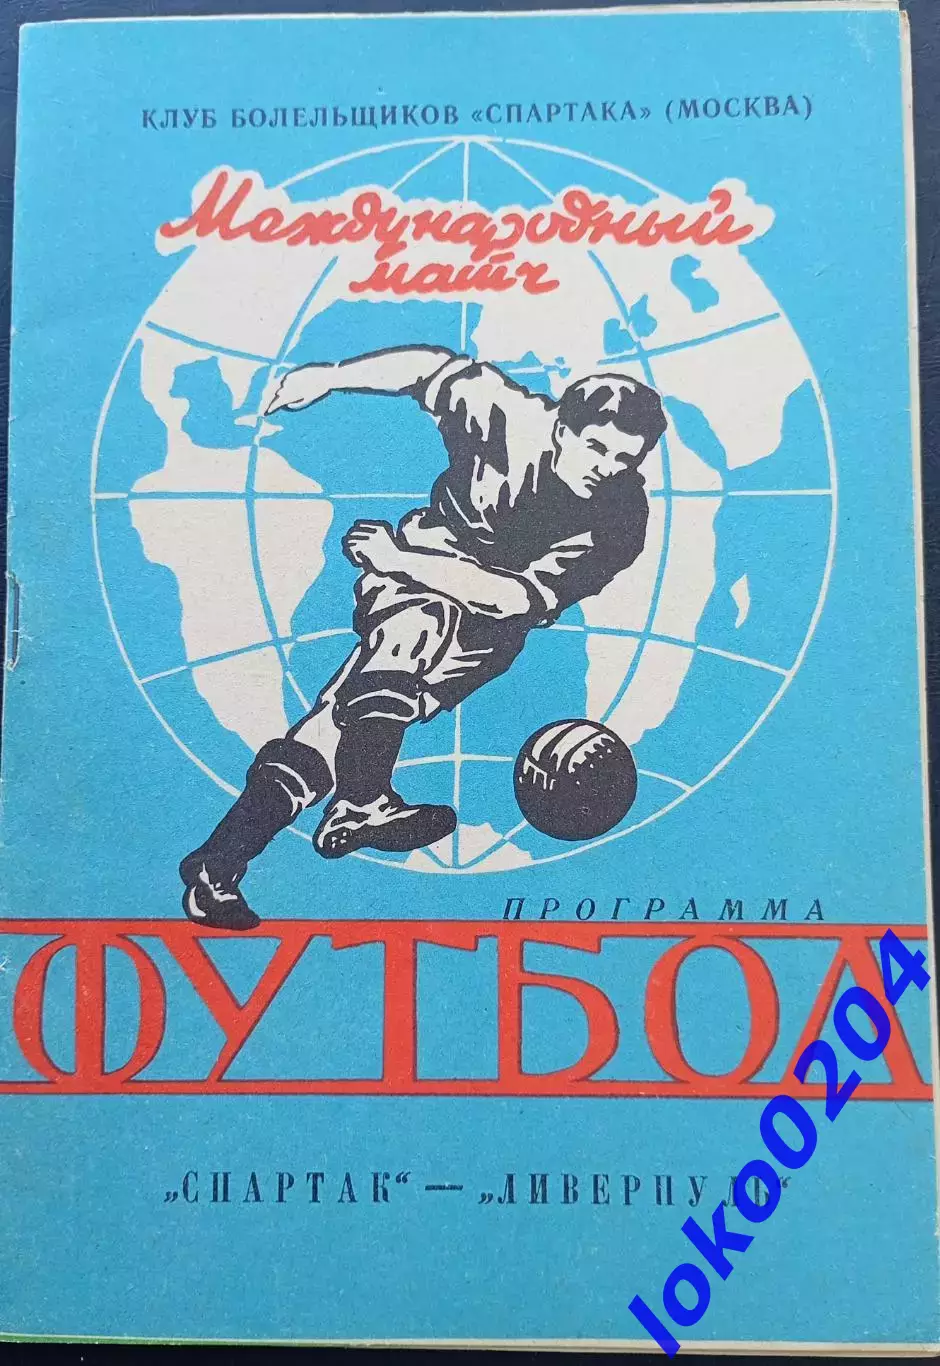 КЛУБ БОЛЕЛЬЩИКОВ «СПАРТАКА» (МОСКВА)
Международный
матч
ПРОГРАММА
ФУТБОЛ
„СПАРТАК“ — „ЛИВЕРПУЛЬ“
loko0204